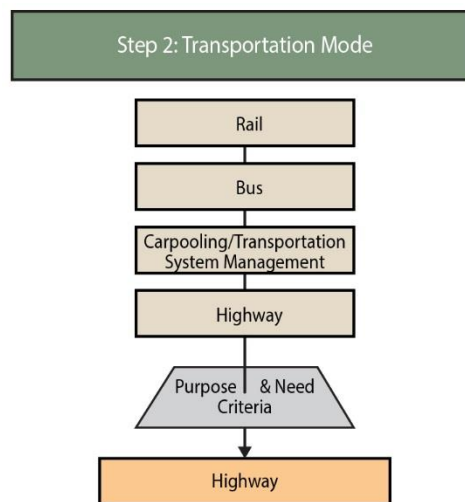 Step 2: Transportation Mode
Rail
Bus
Carpooling/Transportation
System Management
Highway
Purpose & Need
Criteria
Highway